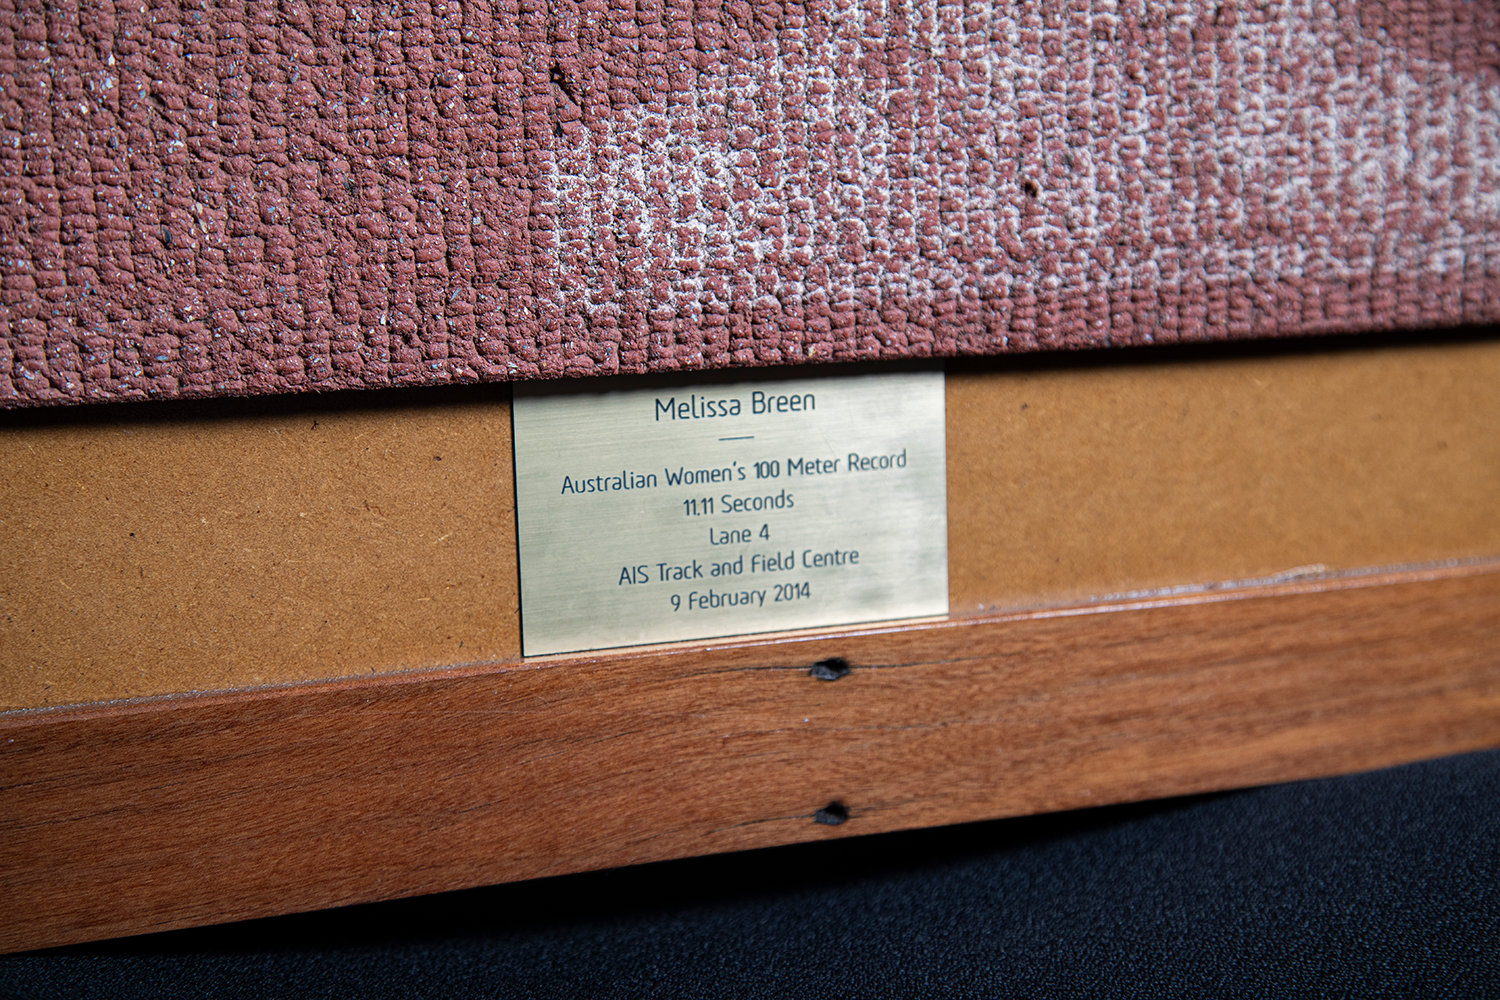 Melissa Breen
Australian Women's 100 Meter Record
11.11 Seconds
Lane 4
AIS Track and Field Centre
9 February 2014